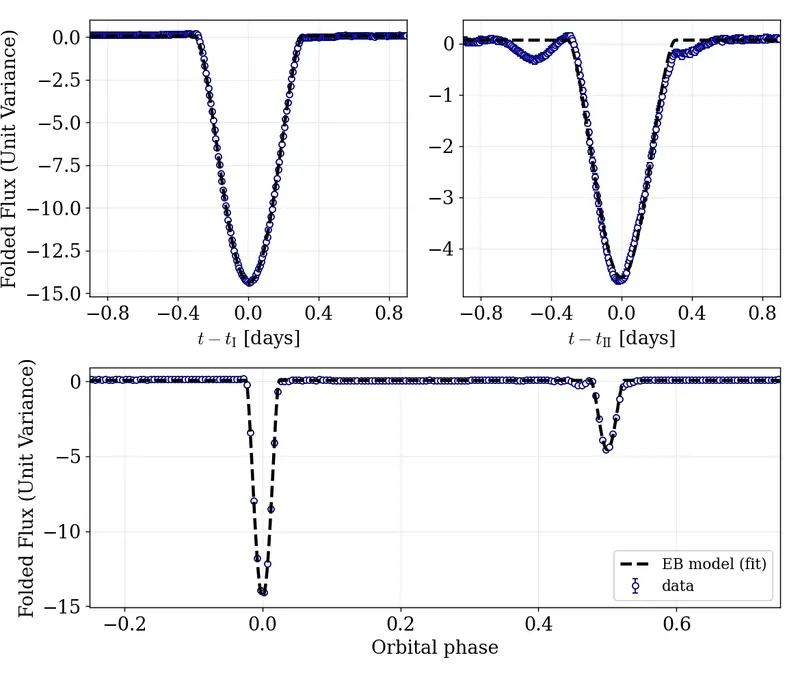 Folded Flux (Unit Variance)
0.0
−2.5
−5.0
−7.5
−10.0
−12.5
−15.0
−0.8 −0.4 0.0 0.4 0.8
t − tI [days]
0
−1
−2
−3
−4
−0.8 −0.4 0.0 0.4 0.8
t − tII [days]
Folded Flux (Unit Variance)
0
−5
−10
−15
EB model (fit)
data
−0.2 0.0 0.2 0.4 0.6
Orbital phase